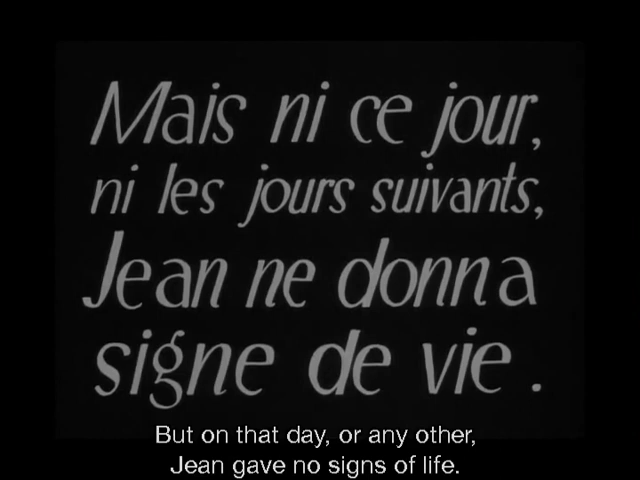 Mais ni ce jour,
ni les jours suivants,
Jean ne donna
signe de vie.
But on that day, or any other,
Jean gave no signs of life.